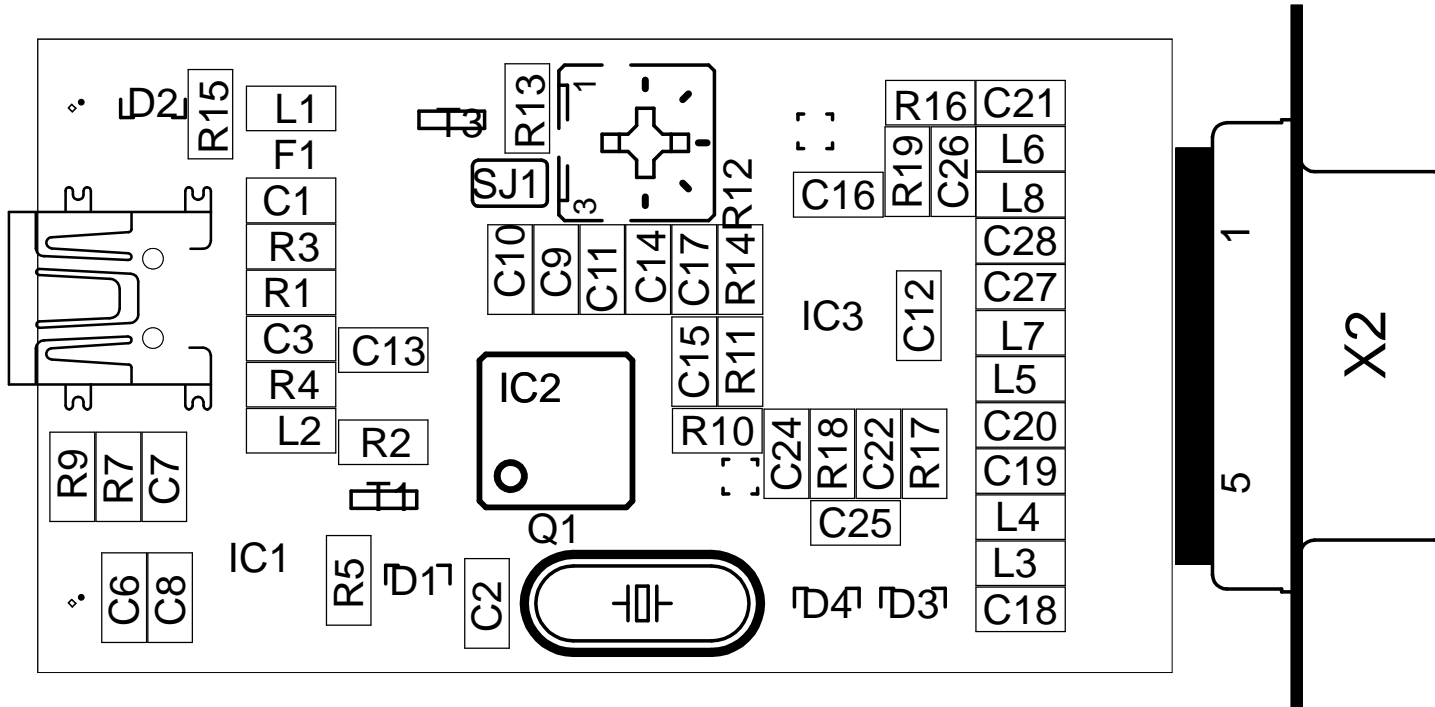 D2
R15
L1
F1
T3
R13
1
3
SJ1
R12
R16
C21
L6
R19
C26
C16
L8
C1
R3
R1
C3
R4
L2
C13
R2
C10
C9
C11
C14
C17
R14
C28
C27
IC3
C12
L7
L5
C15
R11
IC2
R10
C24
R18
C22
R17
C20
C19
L4
L3
C18
C25
R9
R7
C7
T1
IC1
R5
D1
C2
Q1
C6
C8
D4
D3
1
5
X2